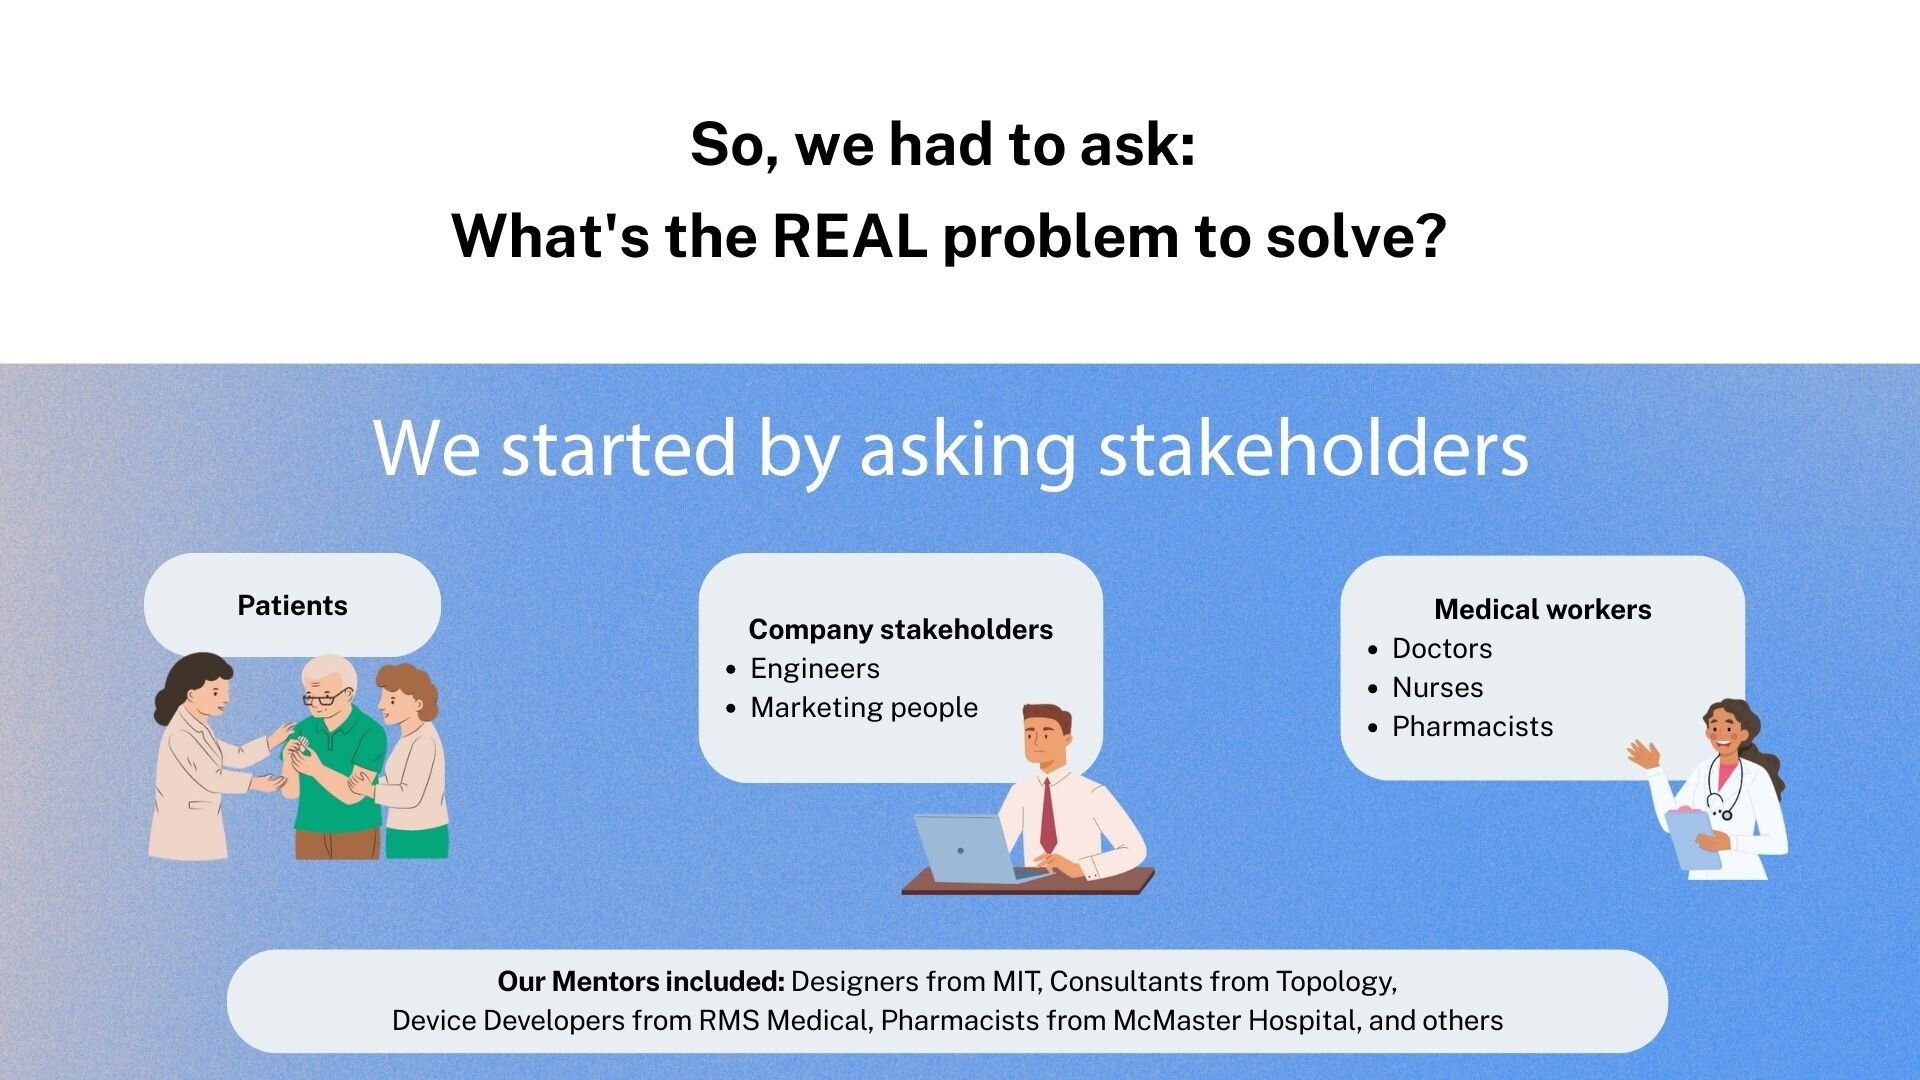 So, we had to ask:
What's the REAL problem to solve?
We started by asking stakeholders
Patients
Company stakeholders
• Engineers
• Marketing people
Medical workers
• Doctors
• Nurses
• Pharmacists
Our Mentors included: Designers from MIT, Consultants from Topology,
Device Developers from RMS Medical, Pharmacists from McMaster Hospital, and others